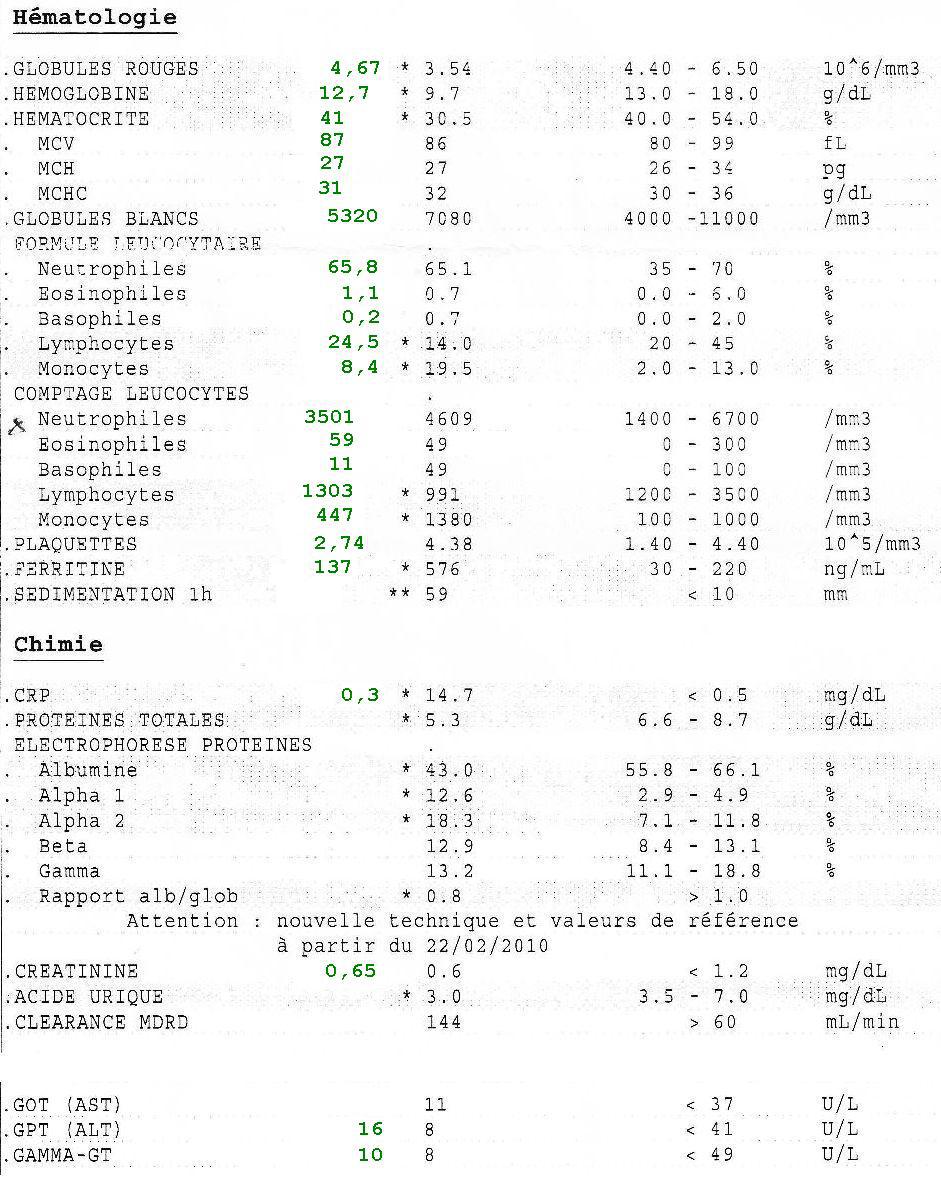 Hématologie
.GLOBULES ROUGES 4,67 * 3.54 4.40 - 6.50 10^6/mm3
.HEMOGLOBINE 12,7 * 9.7 13.0 - 18.0 g/dL
.HEMATOCRITE 41 * 30.5 40.0 - 54.0 %
. MCV 87 86 80 - 99 fL
. MCH 27 27 26 - 34 pg
. MCHC 31 32 30 - 36 g/dL
.GLOBULES BLANCS 5320 7080 4000 -11000 /mm3
FORMULE LEUCOCYTAIRE .
. Neutrophiles 65,8 65.1 35 - 70 %
. Eosinophiles 1,1 0.7 0.0 - 6.0 %
. Basophiles 0,2 0.7 0.0 - 2.0 %
. Lymphocytes 24,5 * 14.0 20 - 45 %
. Monocytes 8,4 * 19.5 2.0 - 13.0 %
COMPTAGE LEUCOCYTES .
Neutrophiles 3501 4609 1400 - 6700 /mm3
Eosinophiles 59 49 0 - 300 /mm3
Basophiles 11 49 0 - 100 /mm3
Lymphocytes 1303 * 991 1200 - 3500 /mm3
Monocytes 447 * 1380 100 - 1000 /mm3
.PLAQUETTES 2,74 4.38 1.40 - 4.40 10^5/mm3
.FERRITINE 137 * 576 30 - 220 ng/mL
.SEDIMENTATION 1h ** 59 < 10 mm
Chimie
.CRP 0,3 * 14.7 < 0.5 mg/dL
.PROTEINES TOTALES * 5.3 6.6 - 8.7 g/dL
ELECTROPHORESE PROTEINES .
. Albumine * 43.0 55.8 - 66.1 %
. Alpha 1 * 12.6 2.9 - 4.9 %
. Alpha 2 * 18.3 7.1 - 11.8 %
. Beta 12.9 8.4 - 13.1 %
. Gamma 13.2 11.1 - 18.8 %
. Rapport alb/glob * 0.8 > 1.0
Attention : nouvelle technique et valeurs de référence
à partir du 22/02/2010
.CREATININE 0,65 0.6 < 1.2 mg/dL
.ACIDE URIQUE * 3.0 3.5 - 7.0 mg/dL
.CLEARANCE MDRD 144 > 60 mL/min
.GOT (AST) 11 < 37 U/L
.GPT (ALT) 16 8 < 41 U/L
.GAMMA-GT 10 8 < 49 U/L